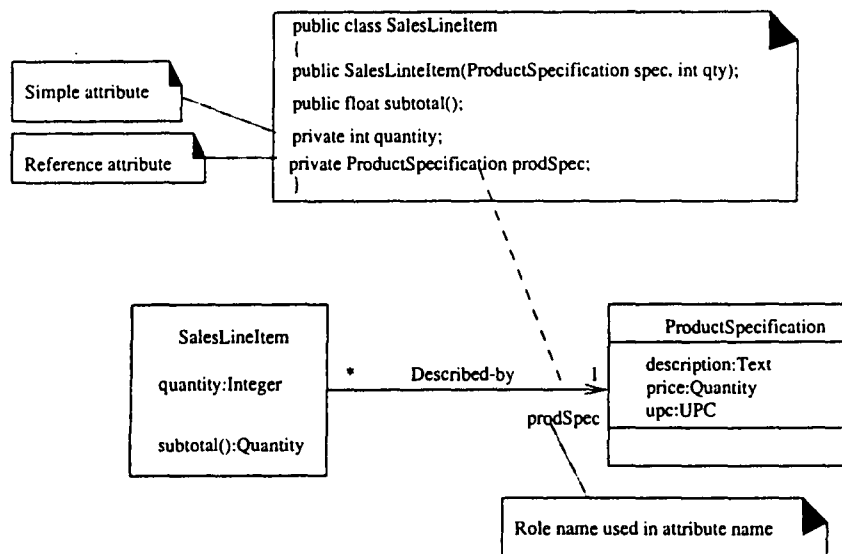 public class SalesLineItem
{
public SalesLinteItem(ProductSpecification spec, int qty);
public float subtotal();
private int quantity;
private ProductSpecification prodSpec;
}
Simple attribute
Reference attribute
SalesLineItem
quantity:Integer
subtotal():Quantity
* Described-by 1
prodSpec
ProductSpecification
description:Text
price:Quantity
upc:UPC
Role name used in attribute name